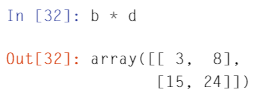 In [32]: b * d
Out[32]: array([[ 3,  8],
                [15, 24]])